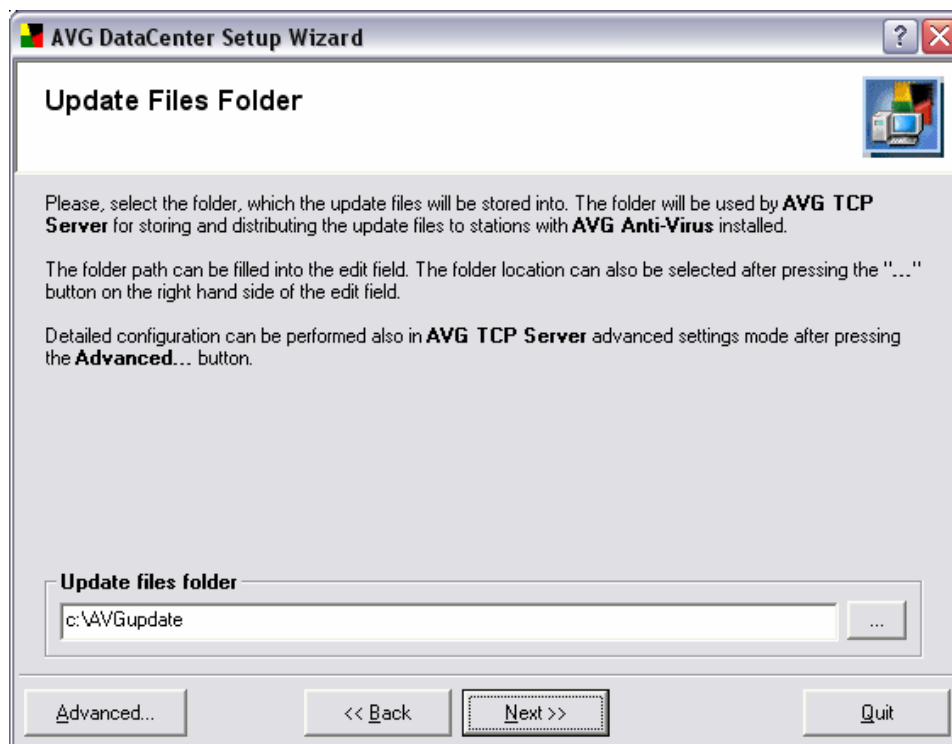 AVG DataCenter Setup Wizard
?
Update Files Folder
Please, select the folder, which the update files will be stored into. The folder will be used by AVG TCP
Server for storing and distributing the update files to stations with AVG Anti-Virus installed.
The folder path can be filled into the edit field. The folder location can also be selected after pressing the "..."
button on the right hand side of the edit field.
Detailed configuration can be performed also in AVG TCP Server advanced settings mode after pressing
the Advanced... button.
Update files folder
c:\AVGupdate
...
Advanced...
<< Back
Next >>
Quit